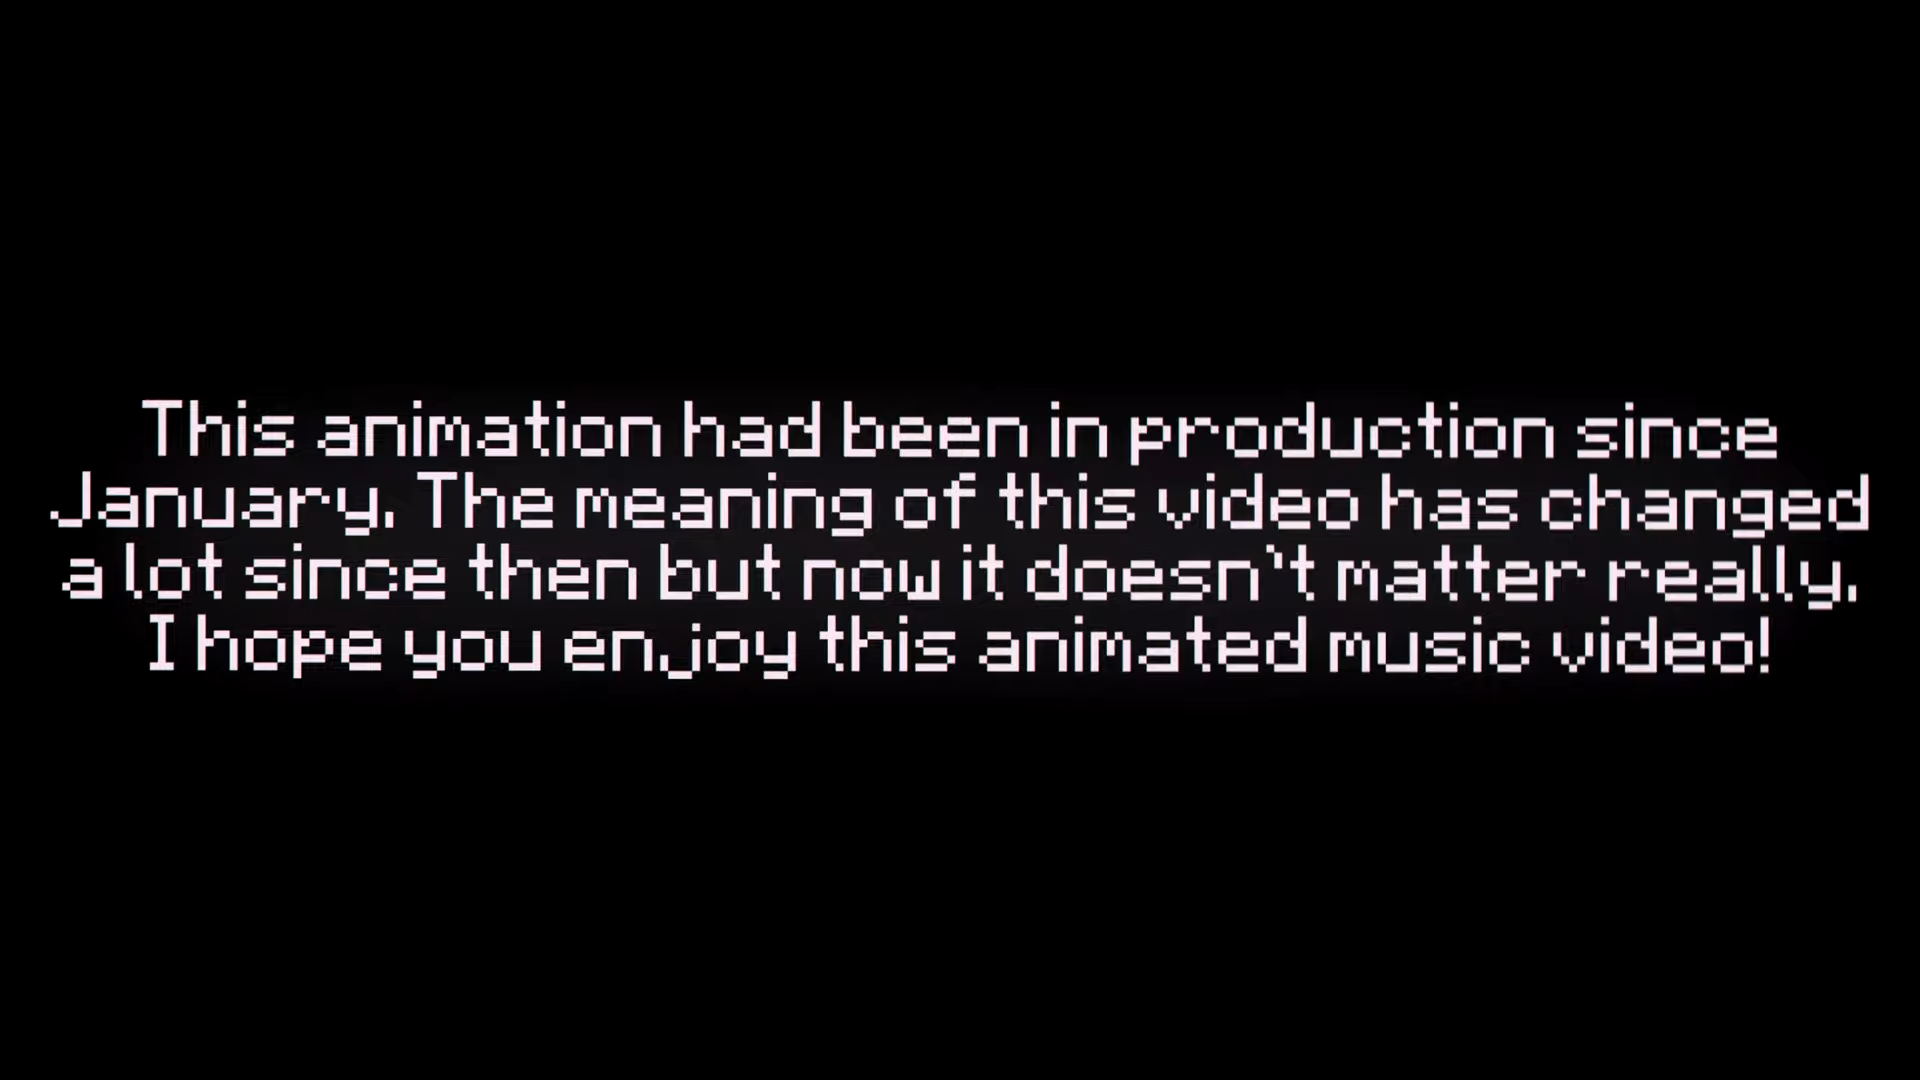 This animation had been in production since
January. The meaning of this video has changed
a lot since then but now it doesn't matter really.
I hope you enjoy this animated music video!